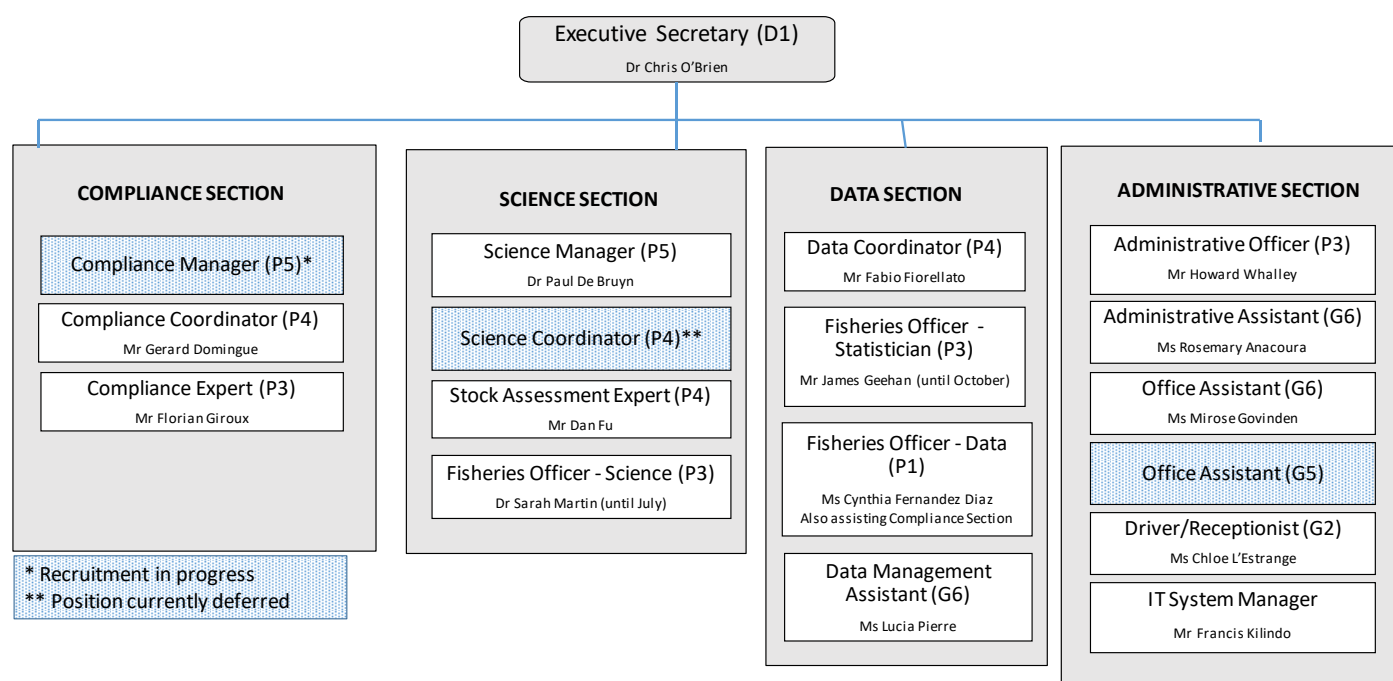 Executive Secretary (D1)
Dr Chris O’Brien
COMPLIANCE SECTION
Compliance Manager (P5)*
Compliance Coordinator (P4)
Mr Gerard Domingue
Compliance Expert (P3)
Mr Florian Giroux
* Recruitment in progress
** Position currently deferred
SCIENCE SECTION
Science Manager (P5)
Dr Paul De Bruyn
Science Coordinator (P4)**
Stock Assessment Expert (P4)
Mr Dan Fu
Fisheries Officer - Science (P3)
Dr Sarah Martin (until July)
DATA SECTION
Data Coordinator (P4)
Mr Fabio Fiorellato
Fisheries Officer -
Statistician (P3)
Mr James Geehan (until October)
Fisheries Officer - Data
(P1)
Ms Cynthia Fernandez Diaz
Also assisting Compliance Section
Data Management
Assistant (G6)
Ms Lucia Pierre
ADMINISTRATIVE SECTION
Administrative Officer (P3)
Mr Howard Whalley
Administrative Assistant (G6)
Ms Rosemary Anacoura
Office Assistant (G6)
Ms Mirose Govinden
Office Assistant (G5)
Driver/Receptionist (G2)
Ms Chloe L’Estrange
IT System Manager
Mr Francis Kilindo